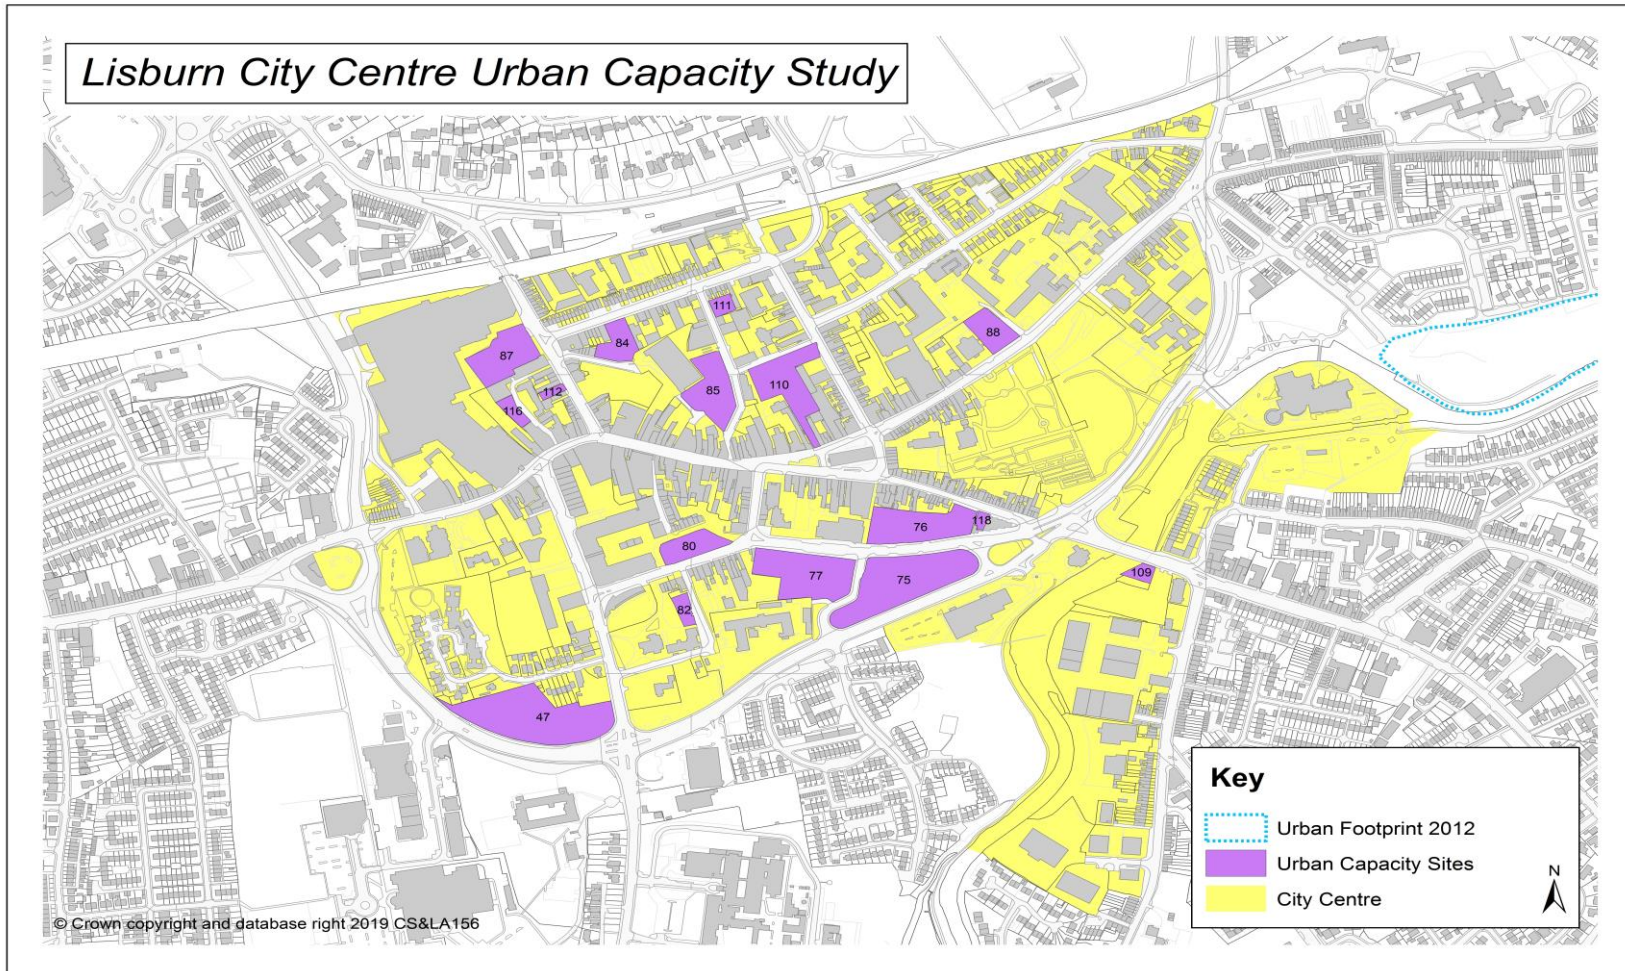 Lisburn City Centre Urban Capacity Study
111
88
84
87
85
110
112
116
76
118
80
77
75
109
82
47
Key
Urban Footprint 2012
Urban Capacity Sites
City Centre
N
© Crown copyright and database right 2019 CS&LA156